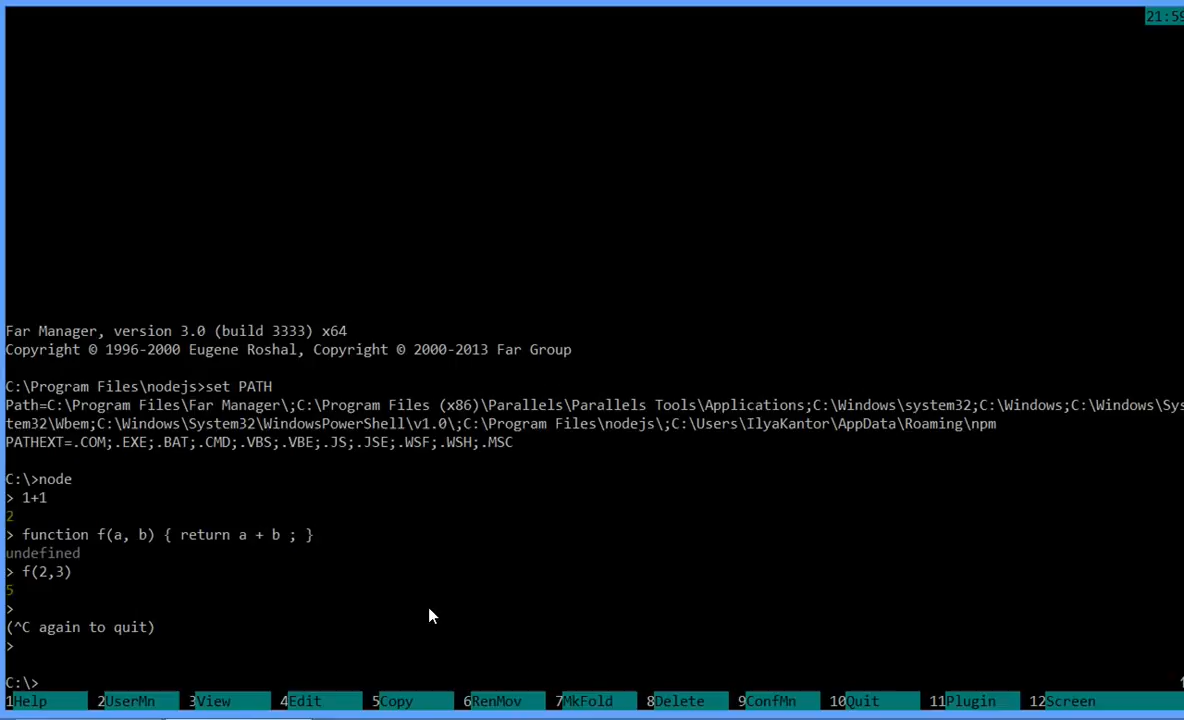 21:59
Far Manager, version 3.0 (build 3333) x64
Copyright © 1996-2000 Eugene Roshal, Copyright © 2000-2013 Far Group
C:\Program Files\nodejs>set PATH
Path=C:\Program Files\Far Manager\;C:\Program Files (x86)\Parallels\Parallels Tools\Applications;C:\Windows\system32;C:\Windows;C:\Windows\Sys
tem32\Wbem;C:\Windows\System32\WindowsPowerShell\v1.0\;C:\Program Files\nodejs\;C:\Users\IlyaKantor\AppData\Roaming\npm
PATHEXT=.COM;.EXE;.BAT;.CMD;.VBS;.VBE;.JS;.JSE;.WSF;.WSH;.MSC
C:\>node
> 1+1
2
> function f(a, b) { return a + b ; }
undefined
> f(2,3)
5
>
(^C again to quit)
>
C:\>
1Help 2UserMn 3View 4Edit 5Copy 6RenMov 7MkFold 8Delete 9ConfMn 10Quit 11Plugin 12Screen